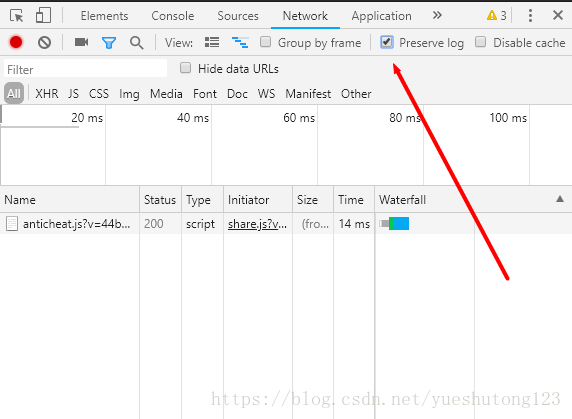 Elements Console Sources Network Application » 3
View: Group by frame Preserve log Disable cache
Filter Hide data URLs
All XHR JS CSS Img Media Font Doc WS Manifest Other
20 ms 40 ms 60 ms 80 ms 100 ms
Name Status Type Initiator Size Time Waterfall
anticheat.js?v=44b... 200 script share.js?v... (fro... 14 ms
https://blog.csdn.net/yueshutong123